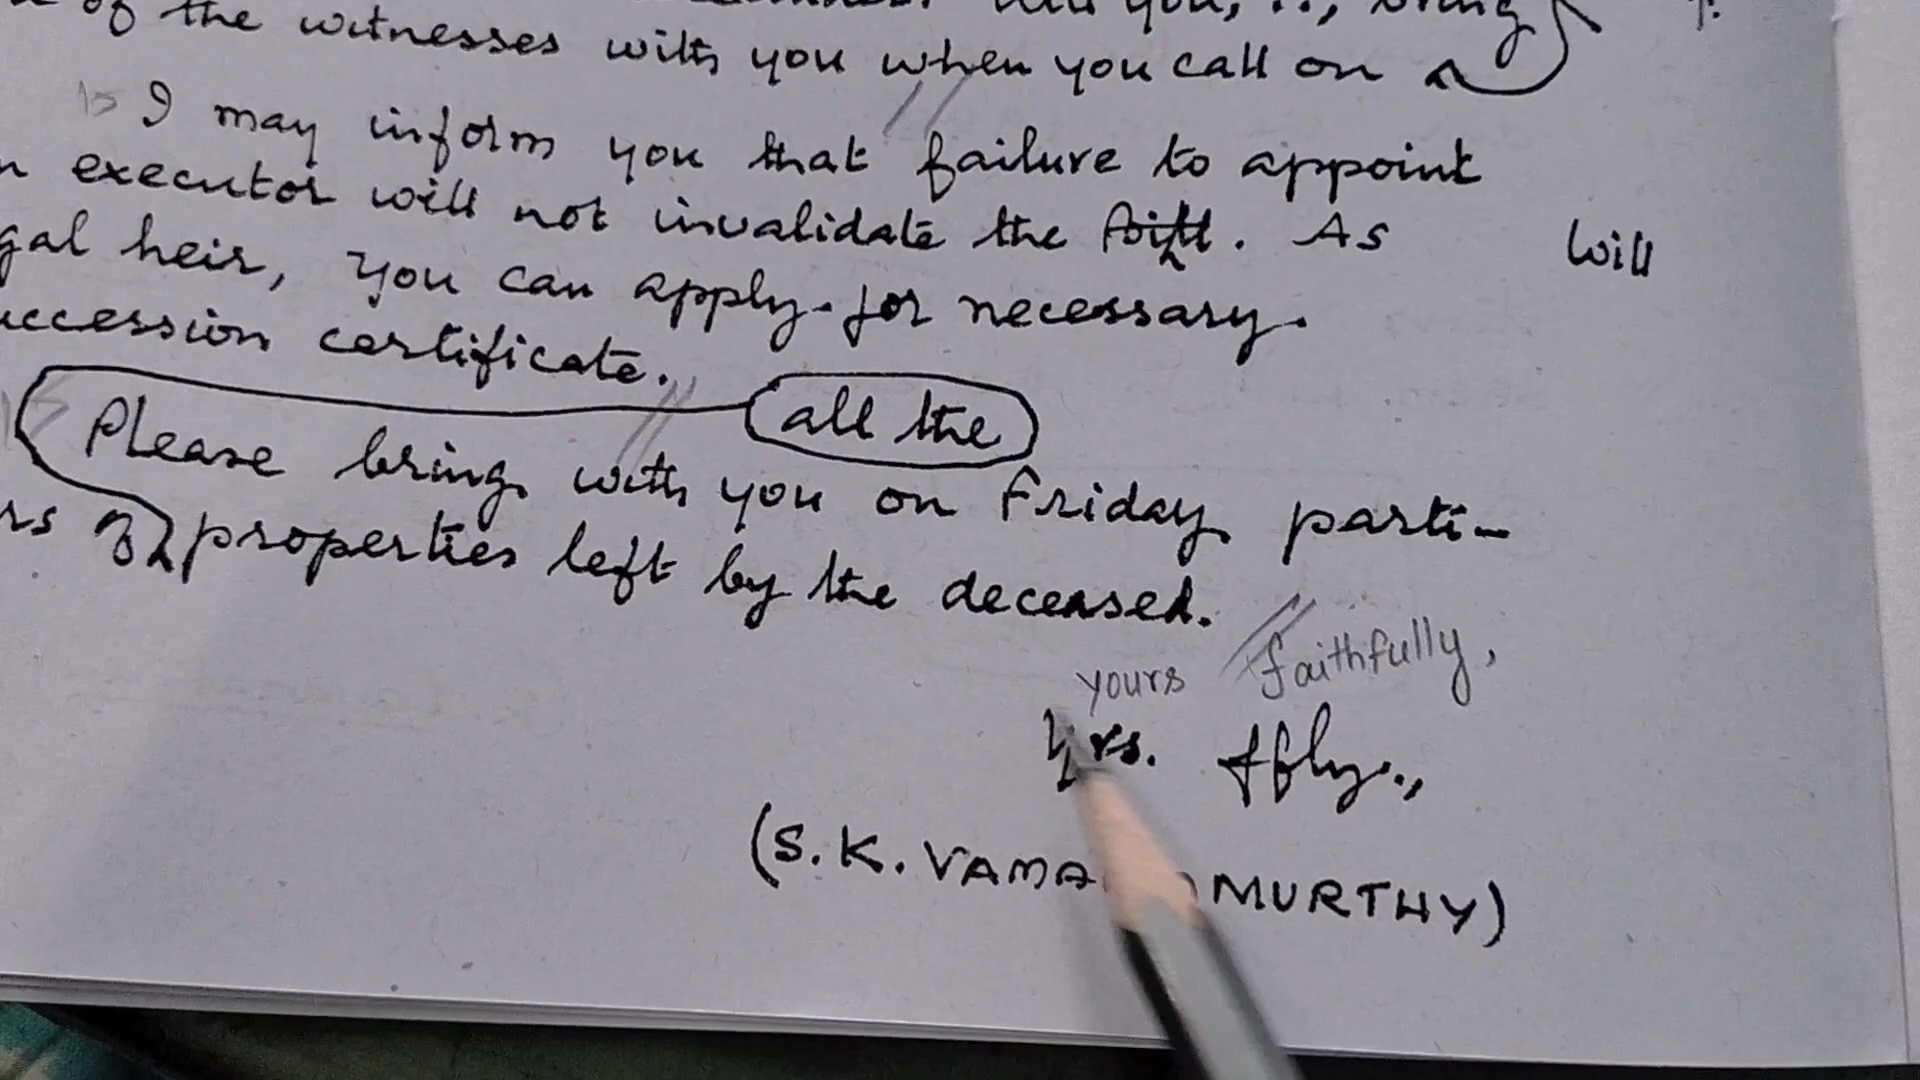 of the witnesses with you when you call on
I may inform you that failure to appoint
executor will not invalidate the bill. As will
gal heir, you can apply for necessary
ccession certificate.
all the
Please bring with you on Friday parti-
rs of properties left by the deceased.
yours faithfully,
Yrs. ffly.,
(S.K. VAMA MURTHY)